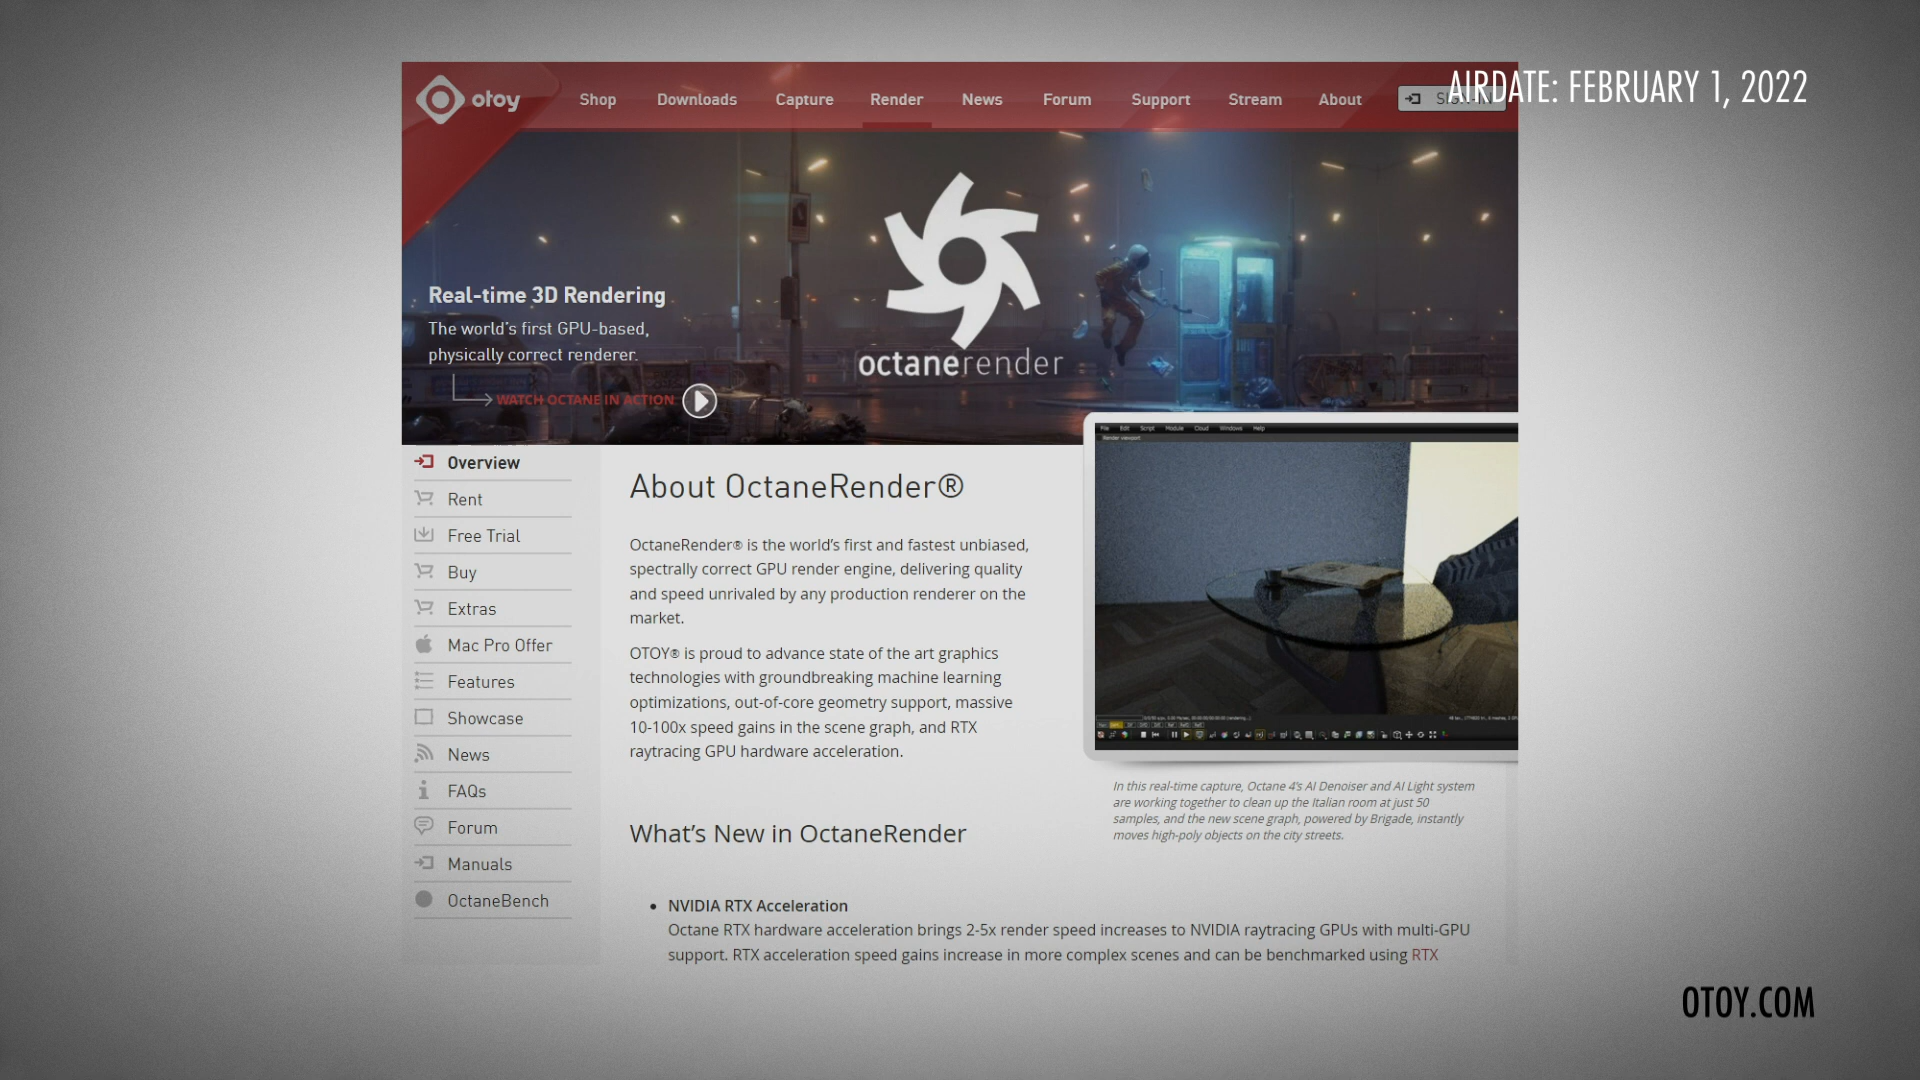 otoy
Shop
Downloads
Capture
Render
News
Forum
Support
Stream
About
AIRDATE: FEBRUARY 1, 2022
Real-time 3D Rendering
The world's first GPU-based,
physically correct renderer.
WATCH OCTANE IN ACTION
octanerender
Overview
Rent
Free Trial
Buy
Extras
Mac Pro Offer
Features
Showcase
News
FAQs
Forum
Manuals
OctaneBench
About OctaneRender®
OctaneRender® is the world's first and fastest unbiased,
spectrally correct GPU render engine, delivering quality
and speed unrivaled by any production renderer on the
market.
OTOY® is proud to advance state of the art graphics
technologies with groundbreaking machine learning
optimizations, out-of-core geometry support, massive
10-100x speed gains in the scene graph, and RTX
raytracing GPU hardware acceleration.
File Edit Script Module Cloud Windows Help
Render viewport
In this real-time capture, Octane 4's AI Denoiser and AI Light system
are working together to clean up the Italian room at just 50
samples, and the new scene graph, powered by Brigade, instantly
moves high-poly objects on the city streets.
What's New in OctaneRender
• NVIDIA RTX Acceleration
Octane RTX hardware acceleration brings 2-5x render speed increases to NVIDIA raytracing GPUs with multi-GPU
support. RTX acceleration speed gains increase in more complex scenes and can be benchmarked using RTX
OTOY.COM